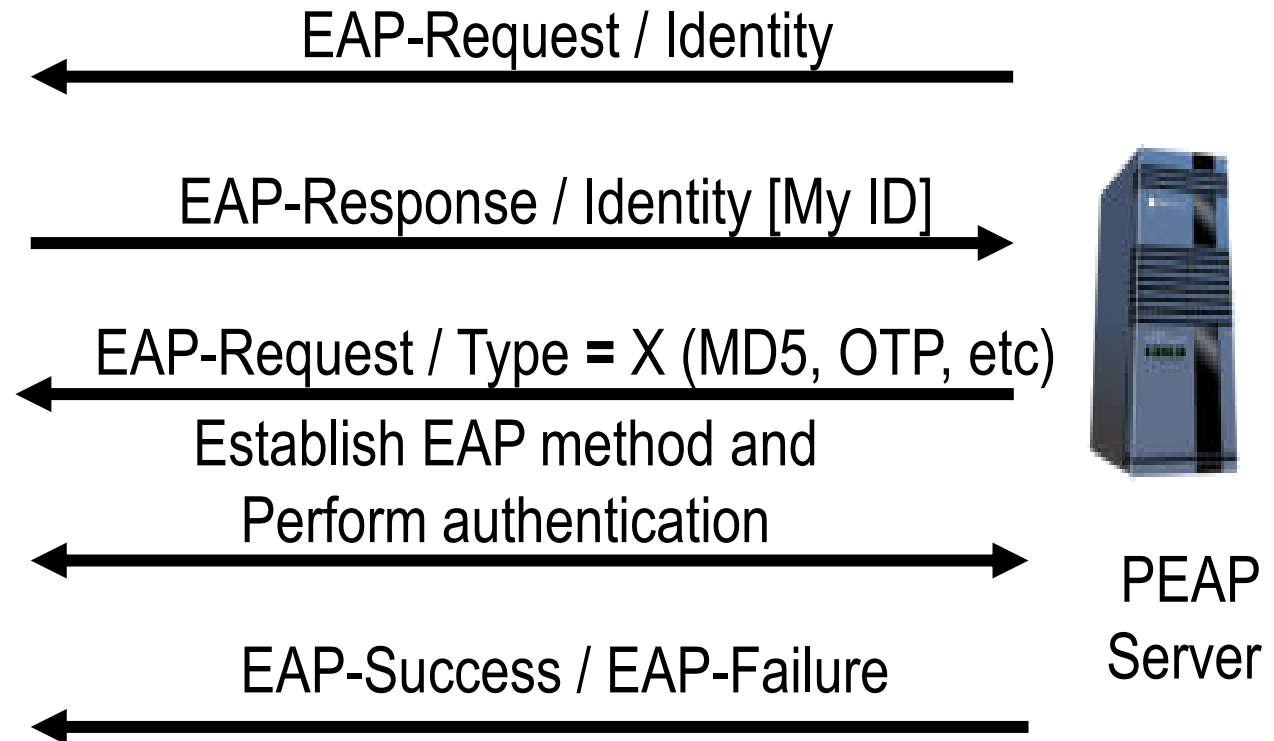 EAP-Request / Identity
EAP-Response / Identity [My ID]
EAP-Request / Type = X (MD5, OTP, etc)
Establish EAP method and
Perform authentication
PEAP
Server
EAP-Success / EAP-Failure